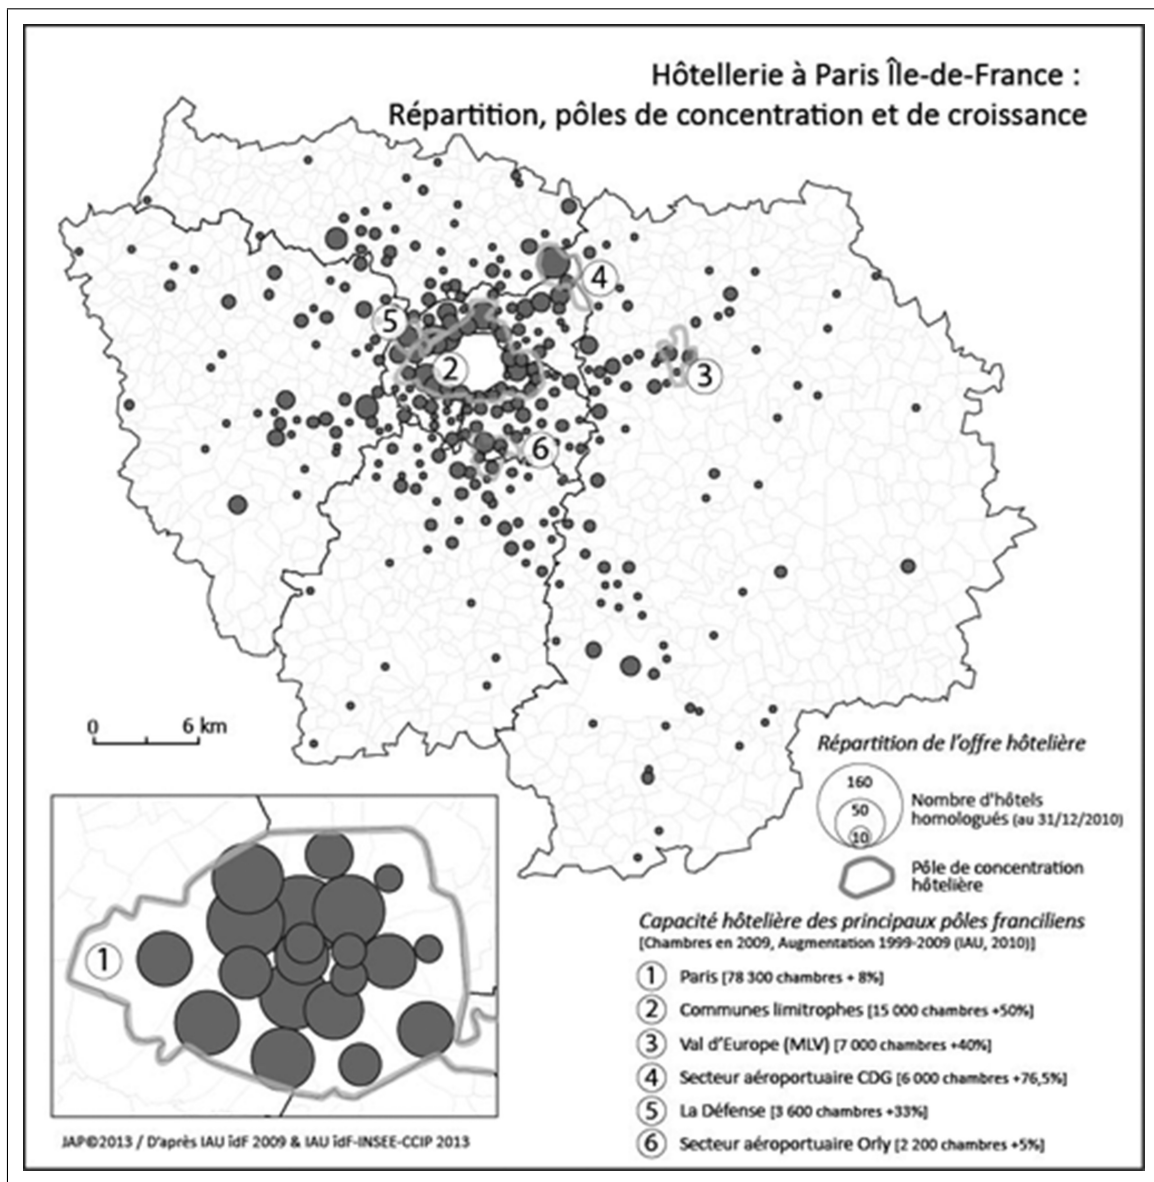 Hôtellerie à Paris Île-de-France :
Répartition, pôles de concentration et de croissance
4
5
2
3
6
0 6 km
Répartition de l'offre hôtelière
160
50
10
Nombre d'hôtels
homologués (au 31/12/2010)
Pôle de concentration
hôtelière
1
Capacité hôtelière des principaux pôles franciliens
[Chambres en 2009, Augmentation 1999-2009 (IAU, 2010)]
1 Paris [78 300 chambres + 8%]
2 Communes limitrophes [15 000 chambres +50%]
3 Val d'Europe (MLV) [7 000 chambres +40%]
4 Secteur aéroportuaire CDG [6 000 chambres +76,5%]
5 La Défense [3 600 chambres +33%]
6 Secteur aéroportuaire Orly [2 200 chambres +5%]
JAP©2013 / D'après IAU îdF 2009 & IAU îdF-INSEE-CCIP 2013